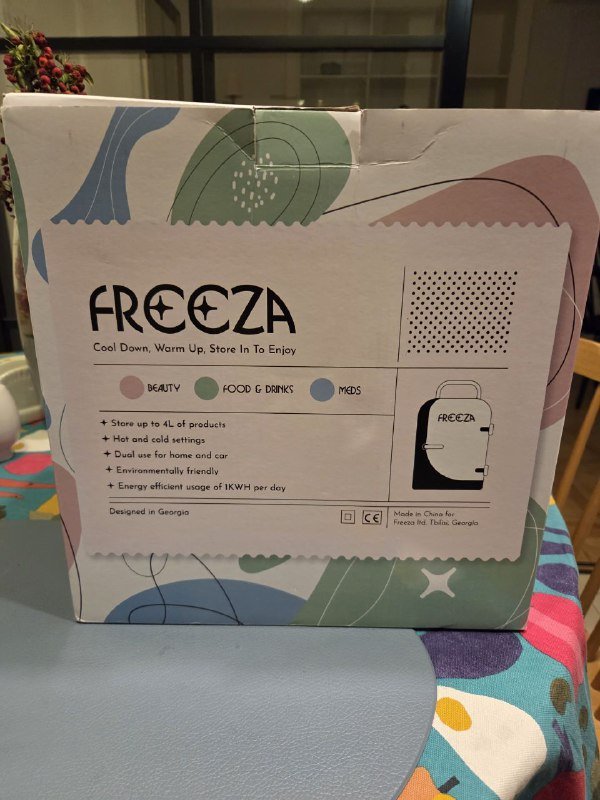 FREEZA
Cool Down, Warm Up, Store In To Enjoy
BEAUTY
FOOD & DRINKS
MEDS
Store up to 4L of products
Hot and cold settings
Dual use for home and car
Environmentally friendly
Energy efficient usage of 1KWH per day
FREEZA
Designed in Georgia
CE
Made in China for
Freeza ltd. Tbilisi, Georgia